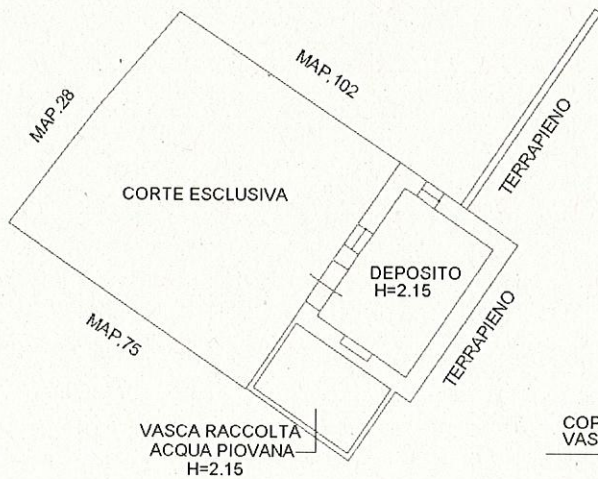 MAP.102
MAP.28
TERRAPIENO
CORTE ESCLUSIVA
DEPOSITO
H=2.15
TERRAPIENO
MAP.75
VASCA RACCOLTA
ACQUA PIOVANA
H=2.15
VAS